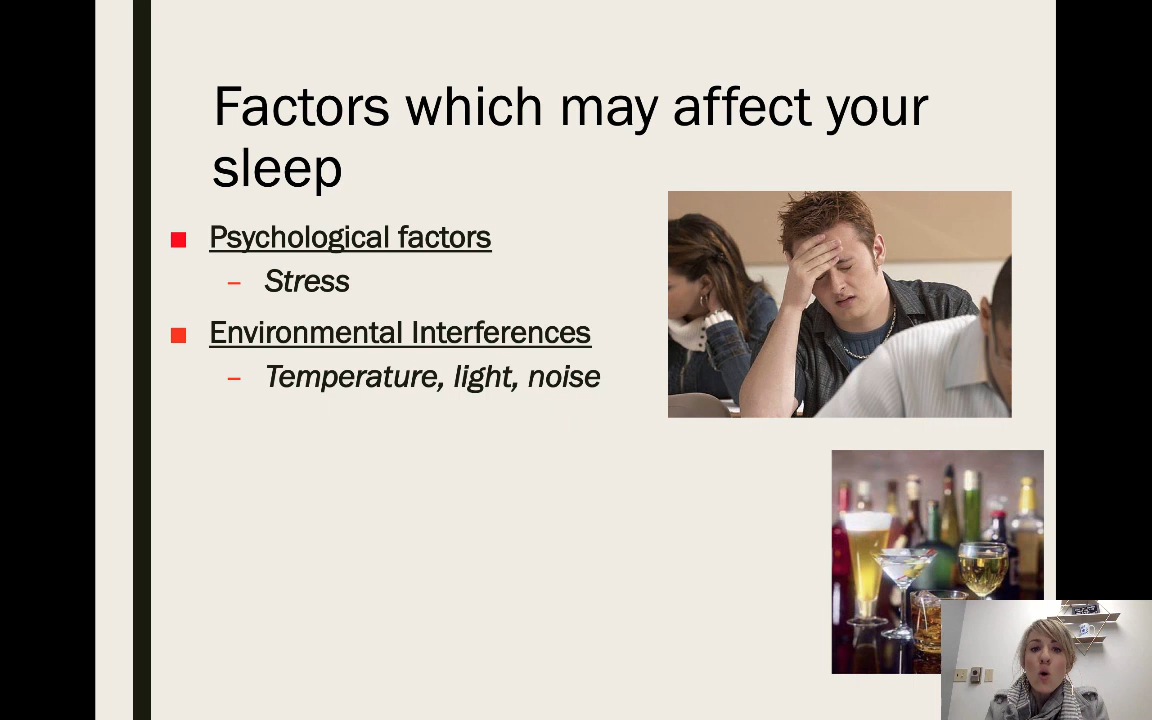 Factors which may affect your
sleep
Psychological factors
– Stress
Environmental Interferences
– Temperature, light, noise